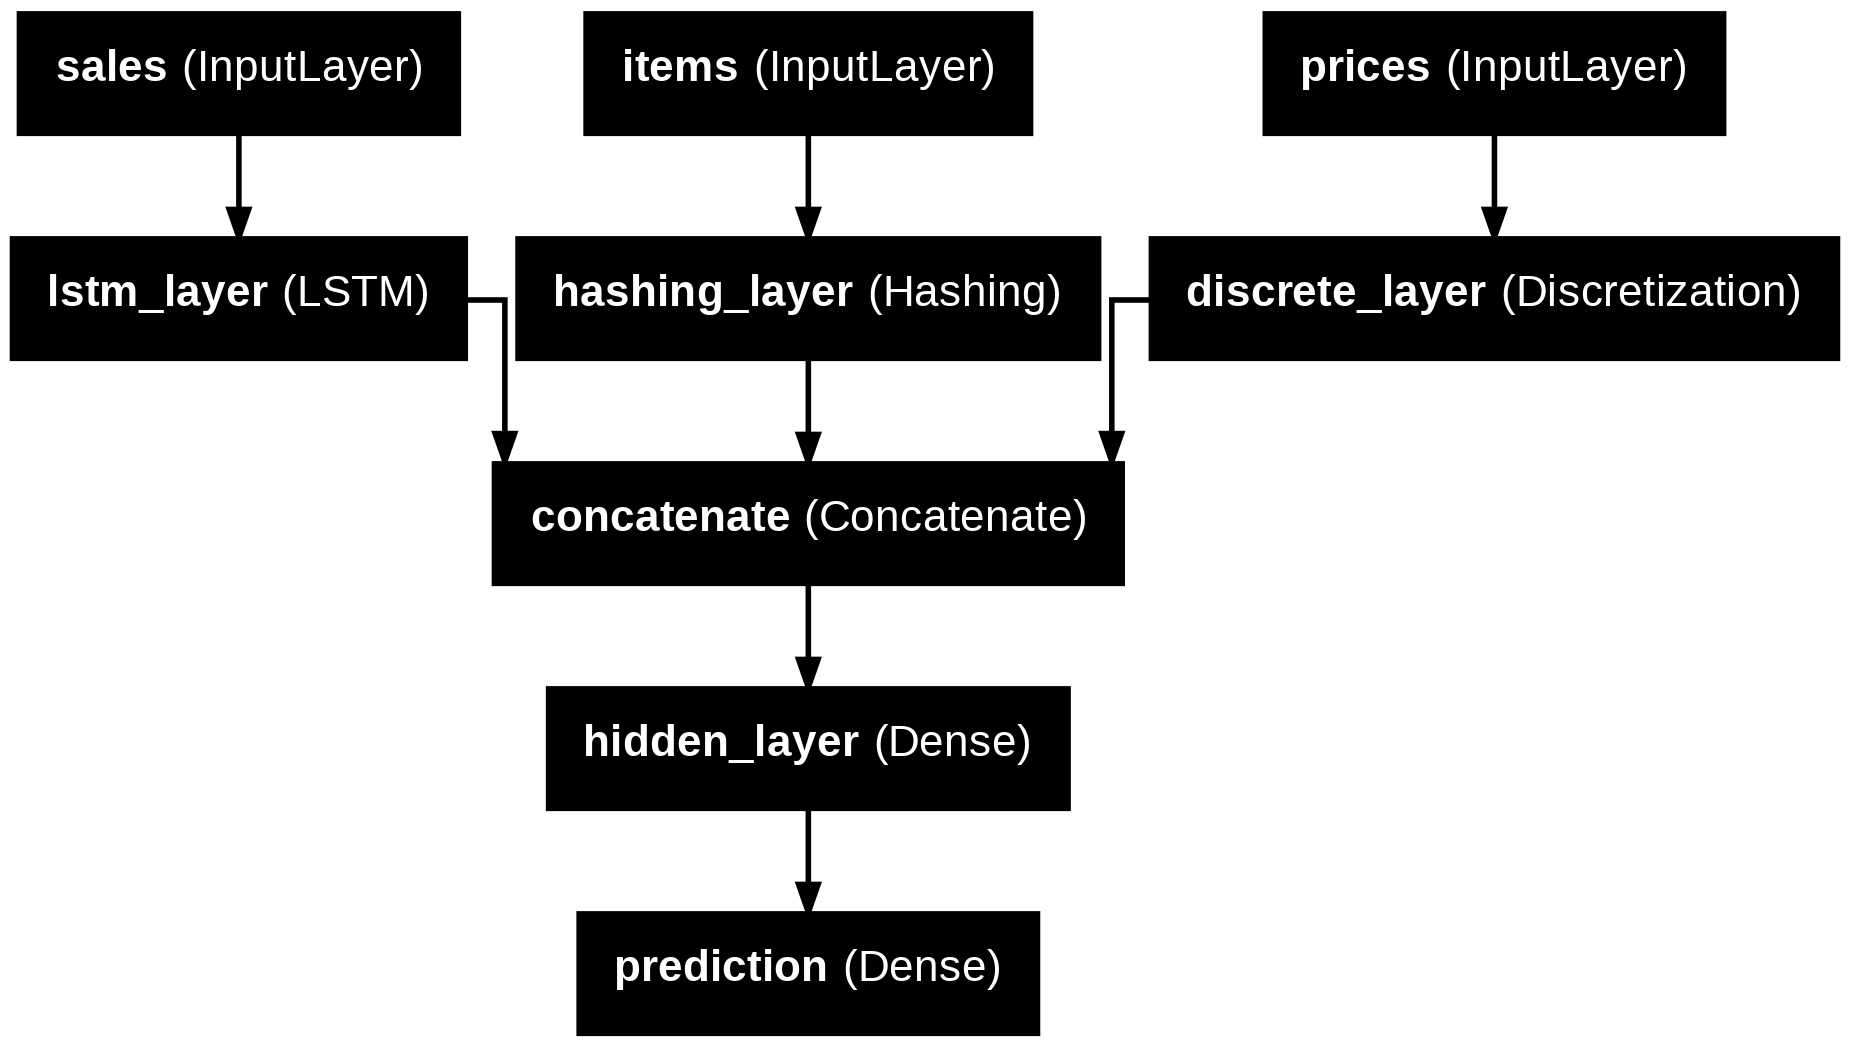 sales (InputLayer)
items (InputLayer)
prices (InputLayer)
lstm_layer (LSTM)
hashing_layer (Hashing)
discrete_layer (Discretization)
concatenate (Concatenate)
hidden_layer (Dense)
prediction (Dense)